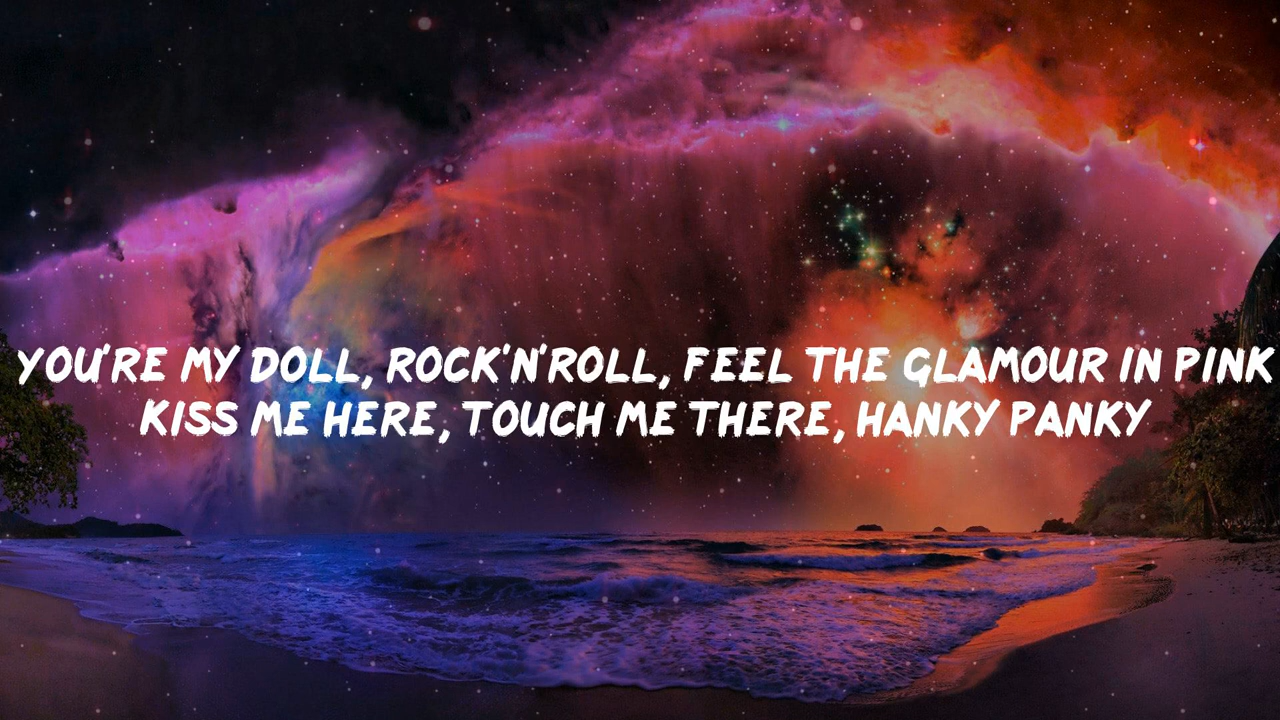 YOU'RE MY DOLL, ROCK'N'ROLL, FEEL THE GLAMOUR IN PINK
KISS ME HERE, TOUCH ME THERE, HANKY PANKY